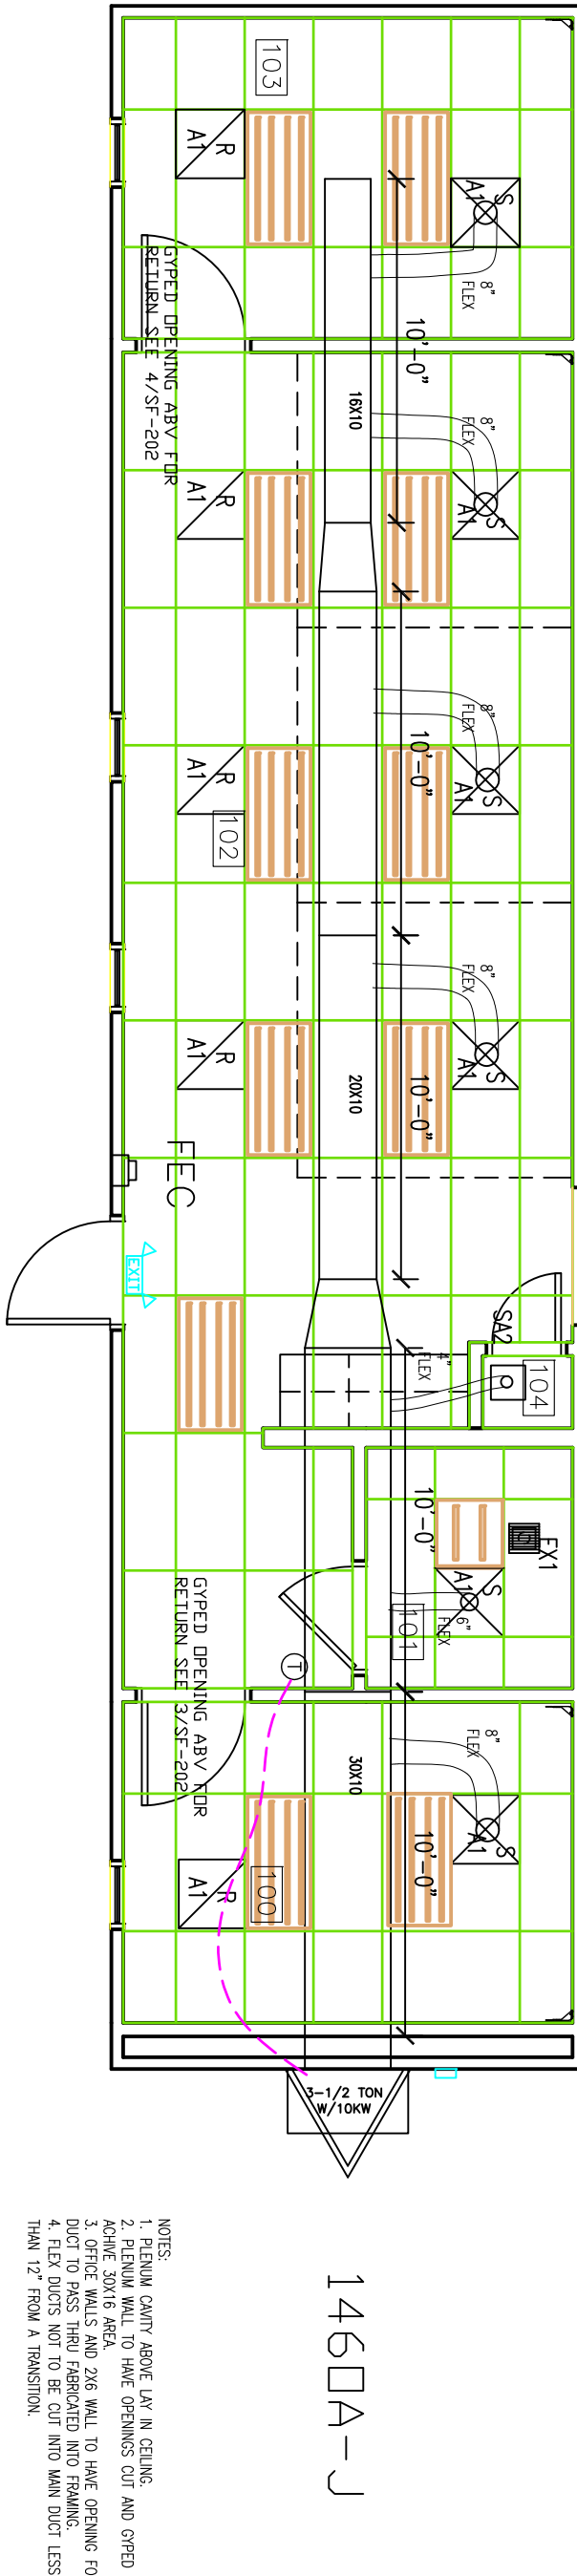 103
R
A1
S
A1
8"
FLEX
GYPED OPENING ABV FOR
RETURN SEE 4/SF-202
10'-0"
16X10
8"
FLEX
S
A1
R
A1
8"
FLEX
S
A1
10'-0"
R
A1
102
8"
FLEX
S
A1
10'-0"
20X10
R
A1
FEC
EXIT
SA2
4"
FLEX
104
10'-0"
EX1
S
A1
6"
FLEX
101
T
GYPED OPENING ABV FOR
RETURN SEE 3/SF-202
30X10
8"
FLEX
S
A1
10'-0"
100
R
A1
3-1/2 TON
W/10KW
1460A-J
NOTES:
1. PLENUM CAVITY ABOVE LAY IN CEILING.
2. PLENUM WALL TO HAVE OPENINGS CUT AND GYPED
ACHIVE 30X16 AREA.
3. OFFICE WALLS AND 2X6 WALL TO HAVE OPENING FO
DUCT TO PASS THRU FABRICATED INTO FRAMING.
4. FLEX DUCTS NOT TO BE CUT INTO MAIN DUCT LESS
THAN 12" FROM A TRANSITION.